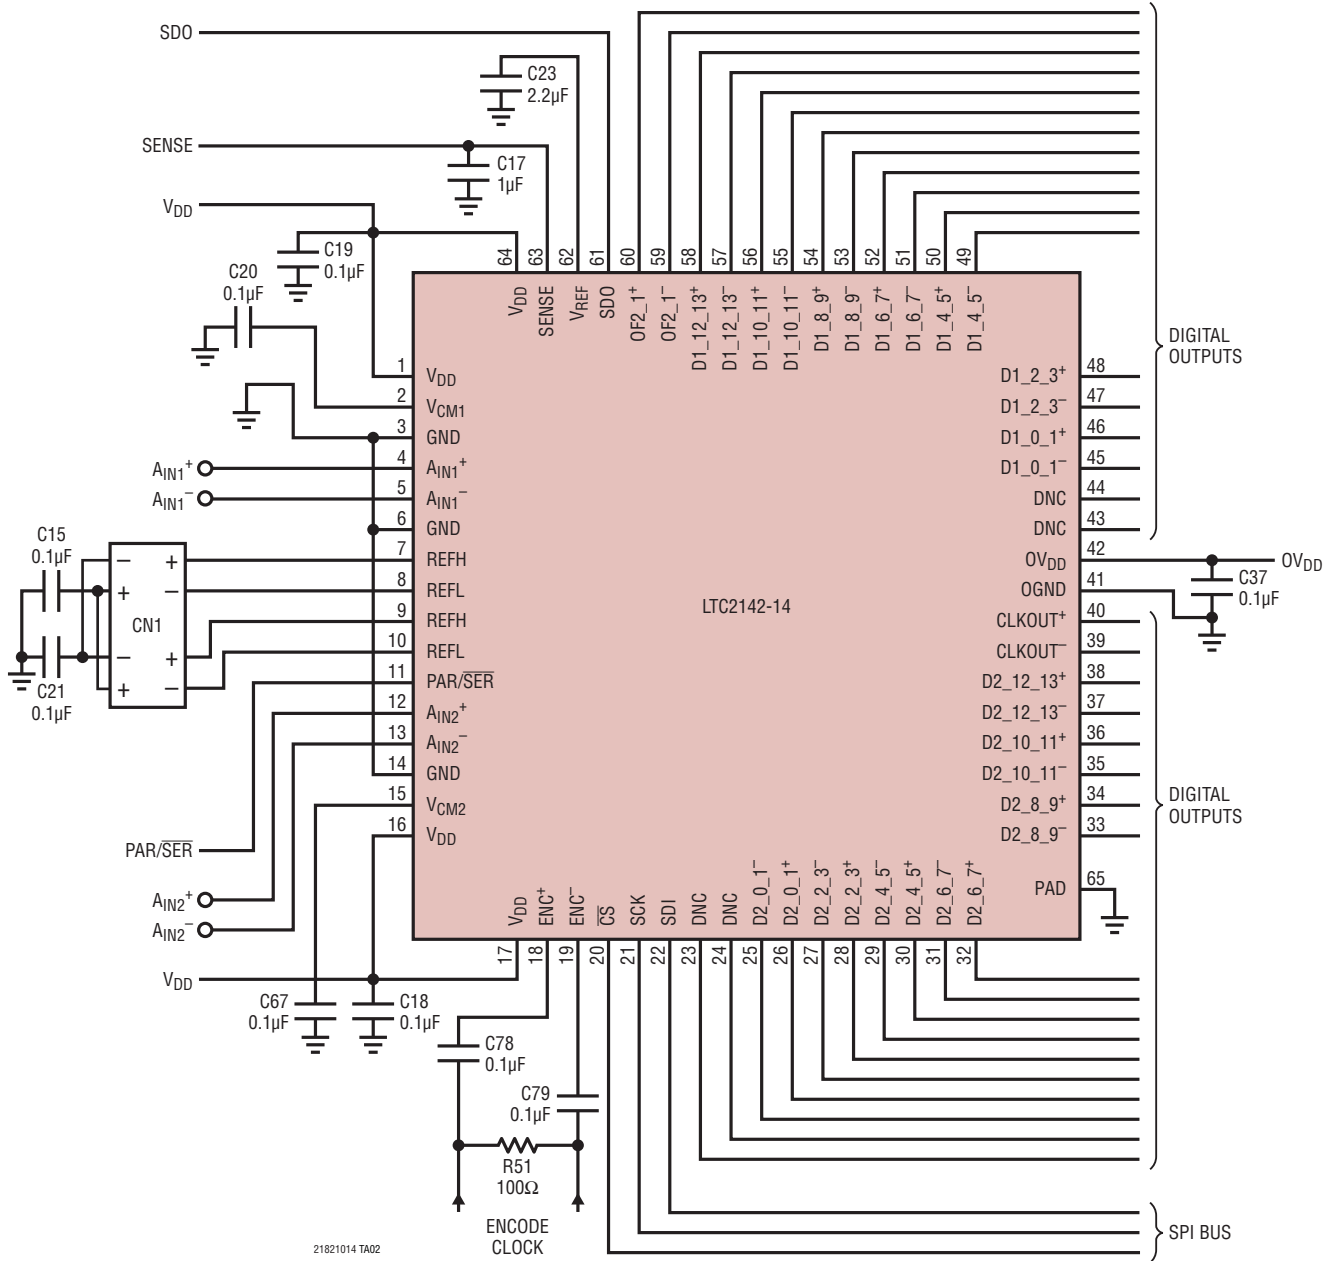 SDO
C23
2.2µF
SENSE
C17
1µF
VDD
C19
0.1µF
C20
0.1µF
64
63
62
61
60
59
58
57
56
55
54
53
52
51
50
49
VDD
SENSE
VREF
SDO
OF2_1+
OF2_1–
D1_12_13+
D1_12_13–
D1_10_11+
D1_10_11–
D1_8_9+
D1_8_9–
D1_6_7+
D1_6_7–
D1_4_5+
D1_4_5–
DIGITAL
OUTPUTS
1
VDD
2
VCM1
3
GND
AIN1+
4
AIN1+
AIN1–
5
AIN1–
6
GND
7
REFH
8
REFL
9
REFH
10
REFL
11
PAR/SER
12
AIN2+
13
AIN2–
14
GND
15
VCM2
16
VDD
C15
0.1µF
– +
+ –
CN1
– +
+ –
C21
0.1µF
LTC2142-14
D1_2_3+
48
D1_2_3–
47
D1_0_1+
46
D1_0_1–
45
DNC
44
DNC
43
OVDD
42
OVDD
OGND
41
C37
0.1µF
CLKOUT+
40
CLKOUT–
39
D2_12_13+
38
D2_12_13–
37
D2_10_11+
36
D2_10_11–
35
D2_8_9+
34
D2_8_9–
33
DIGITAL
OUTPUTS
PAD
65
PAR/SER
AIN2+
AIN2–
VDD
VDD
ENC+
ENC–
CS
SCK
SDI
DNC
DNC
D2_0_1–
D2_0_1+
D2_2_3–
D2_2_3+
D2_4_5–
D2_4_5+
D2_6_7–
D2_6_7+
17
18
19
20
21
22
23
24
25
26
27
28
29
30
31
32
C67
0.1µF
C18
0.1µF
C78
0.1µF
C79
0.1µF
R51
100Ω
ENCODE
CLOCK
SPI BUS
21821014 TA02